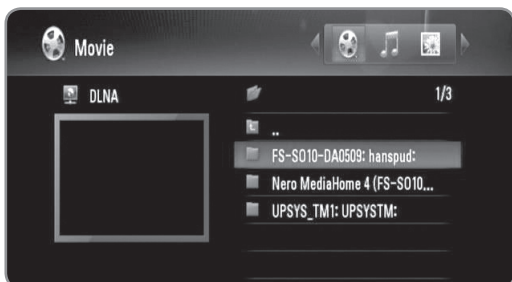 Movie
DLNA
1/3
..
FS-SO10-DA0509: hanspud:
Nero MediaHome 4 (FS-SO10...
UPSYS_TM1: UPSYSTM: